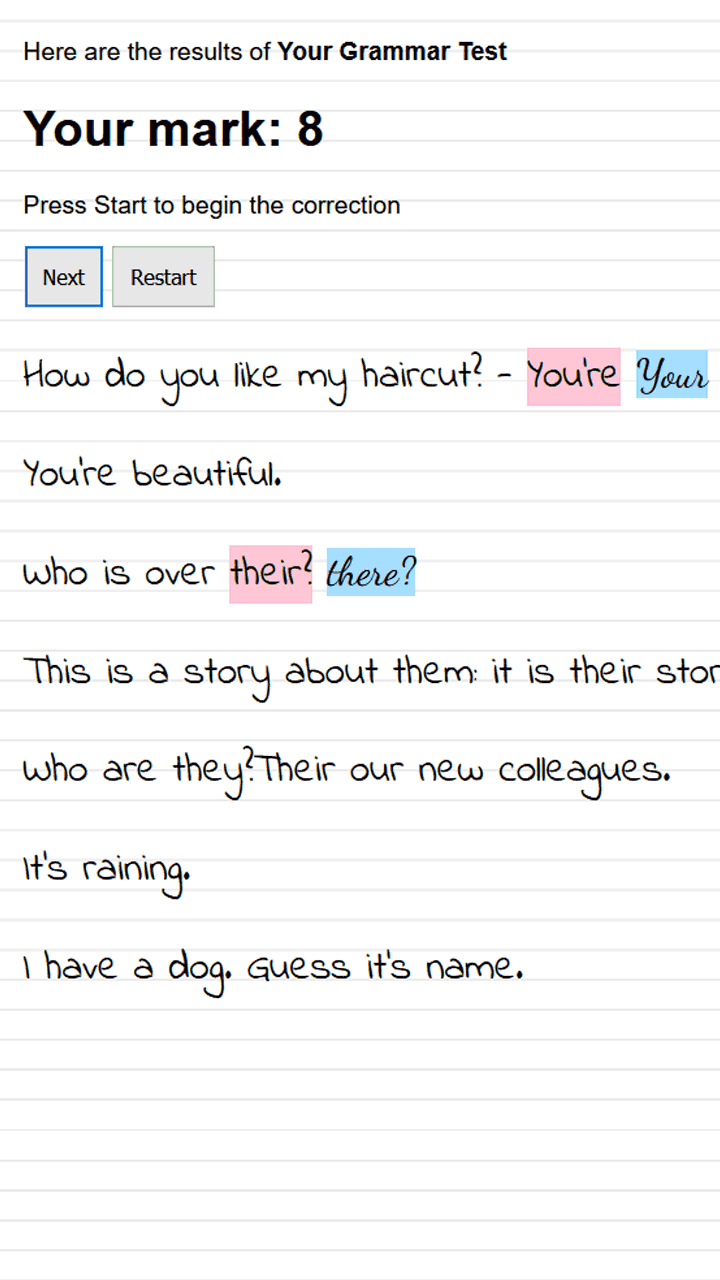 Here are the results of Your Grammar Test
Your mark: 8
Press Start to begin the correction
Next Restart
How do you like my haircut? - You're Your
You're beautiful.
Who is over their? there?
This is a story about them: it is their
Who are they?Their our new colleagues.
It's raining.
I have a dog. Guess it's name.